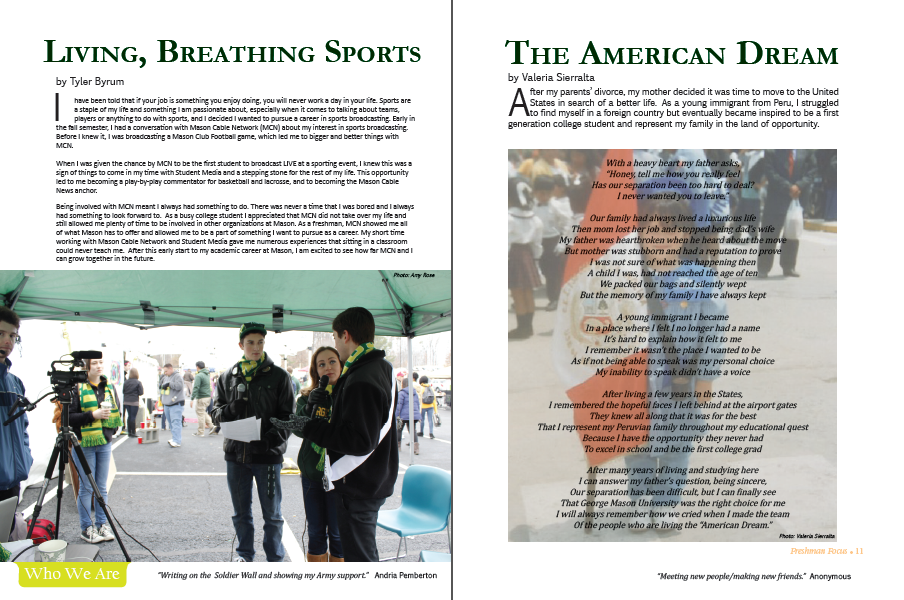 LIVING, BREATHING SPORTS
by Tyler Byrum
I have been told that if your job is something you enjoy doing, you will never work a day in your life. Sports are
a staple of my life and something I am passionate about, especially when it comes to talking about teams,
players or anything to do with sports, and I decided I wanted to pursue a career in sports broadcasting. Early in
the fall semester, I had a conversation with Mason Cable Network (MCN) about my interest in sports broadcasting.
Before I knew it, I was broadcasting a Mason Club Football game, which led me to bigger and better things with
MCN.
When I was given the chance by MCN to be the first student to broadcast LIVE at a sporting event, I knew this was a
sign of things to come in my time with Student Media and a stepping stone for the rest of my life. This opportunity
led to me becoming a play-by-play commentator for basketball and lacrosse, and to becoming the Mason Cable
News anchor.
Being involved with MCN meant I always had something to do. There was never a time that I was bored and I always
had something to look forward to. As a busy college student I appreciated that MCN did not take over my life and
still allowed me plenty of time to be involved in other organizations at Mason. As a freshman, MCN showed me all
of what Mason has to offer and allowed me to be a part of something I want to pursue as a career. My short time
working with Mason Cable Network and Student Media gave me numerous experiences that sitting in a classroom
could never teach me. After this early start to my academic career at Mason, I am excited to see how far MCN and I
can grow together in the future.
Photo: Amy Rose
Who We Are
"Writing on the Soldier Wall and showing my Army support." Andria Pemberton
THE AMERICAN DREAM
by Valeria Sierralta
After my parents' divorce, my mother decided it was time to move to the United
States in search of a better life. As a young immigrant from Peru, I struggled
to find myself in a foreign country but eventually became inspired to be a first
generation college student and represent my family in the land of opportunity.
With a heavy heart my father asks,
"Honey, tell me how you really feel
Has our separation been too hard to deal?
I never wanted you to leave,"
Our family had always lived a luxurious life
Then mom lost her job and stopped being dad's wife
My father was heartbroken when he heard about the move
But mother was stubborn and had a reputation to prove
I was not sure of what was happening then
A child I was, had not reached the age of ten
We packed our bags and silently wept
But the memory of my family I have always kept
A young immigrant I became
In a place where I felt I no longer had a name
It's hard to explain how it felt to me
I remember it wasn't the place I wanted to be
As if not being able to speak was my personal choice
My inability to speak didn't have a voice
After living a few years in the States,
I remembered the hopeful faces I left behind at the airport gates
They knew all along that it was for the best
That I represent my Peruvian family throughout my educational quest
Because I have the opportunity they never had
To excel in school and be the first college grad
After many years of living and studying here
I can answer my father's question, being sincere,
Our separation has been difficult, but I can finally see
That George Mason University was the right choice for me
I will always remember how we cried when I made the team
Of the people who are living the "American Dream."
Photo: Valeria Sierralta
Freshman Focus • 11
"Meeting new people/making new friends." Anonymous